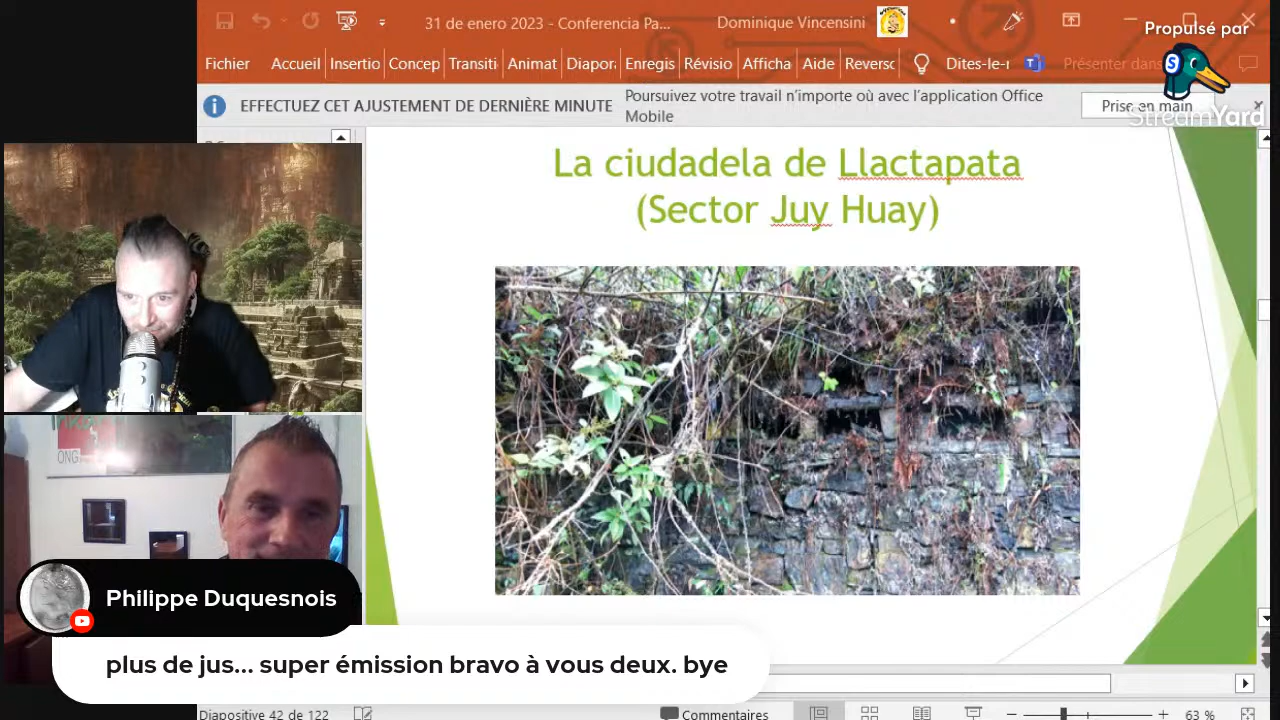 31 de enero 2023 - Conferencia Pa...
Dominique Vincensini
Propulsé par
StreamYard
Fichier
Accueil
Insertio
Concep
Transiti
Animat
Diapora
Enregis
Révisio
Afficha
Aide
Reverso
Dites-le-r
Présenter dans
EFFECTUEZ CET AJUSTEMENT DE DERNIÈRE MINUTE
Poursuivez votre travail n'importe où avec l'application Office
Mobile
Prise en main
La ciudadela de Llactapata
(Sector Juy Huay)
ONG
Philippe Duquesnois
plus de jus... super émission bravo à vous deux. bye
Diapositive 42 de 122
Commentaires
63 %